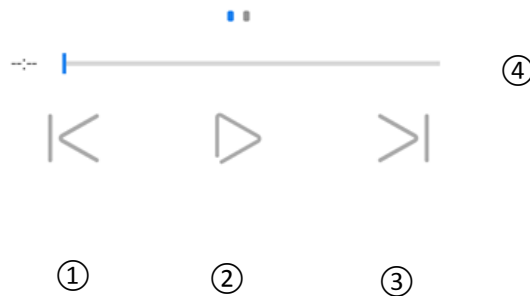 --:--
④
① ② ③